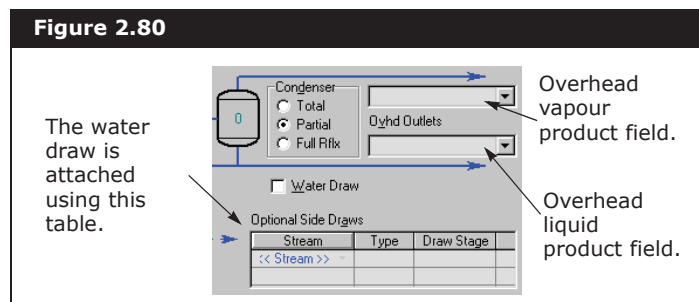 Figure 2.80
The water
draw is
attached
using this
table.
0
Condenser
Total
Partial
Full Rflx
Ovhd Outlets
Water Draw
Optional Side Draws
Stream Type Draw Stage
<< Stream >>
Overhead
vapour
product field.
Overhead
liquid
product field.